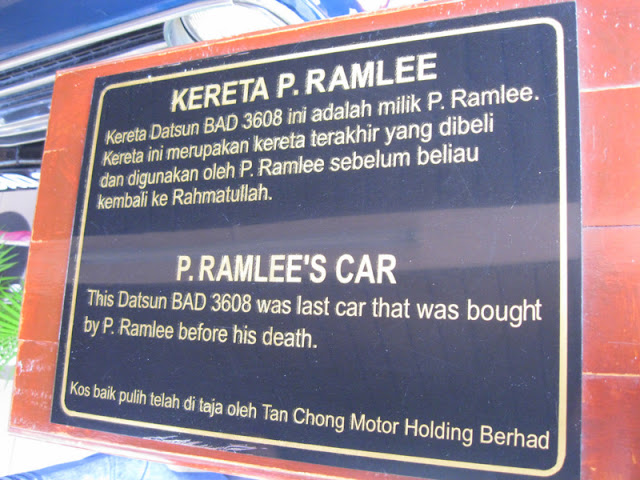 KERETA P. RAMLEE
Kereta Datsun BAD 3608 ini adalah milik P. Ramlee.
Kereta ini merupakan kereta terakhir yang dibeli
dan digunakan oleh P. Ramlee sebelum beliau
kembali ke Rahmatullah.
P. RAMLEE'S CAR
This Datsun BAD 3608 was last car that was bought
by P. Ramlee before his death.
Kos baik pulih telah di taja oleh Tan Chong Motor Holding Berhad